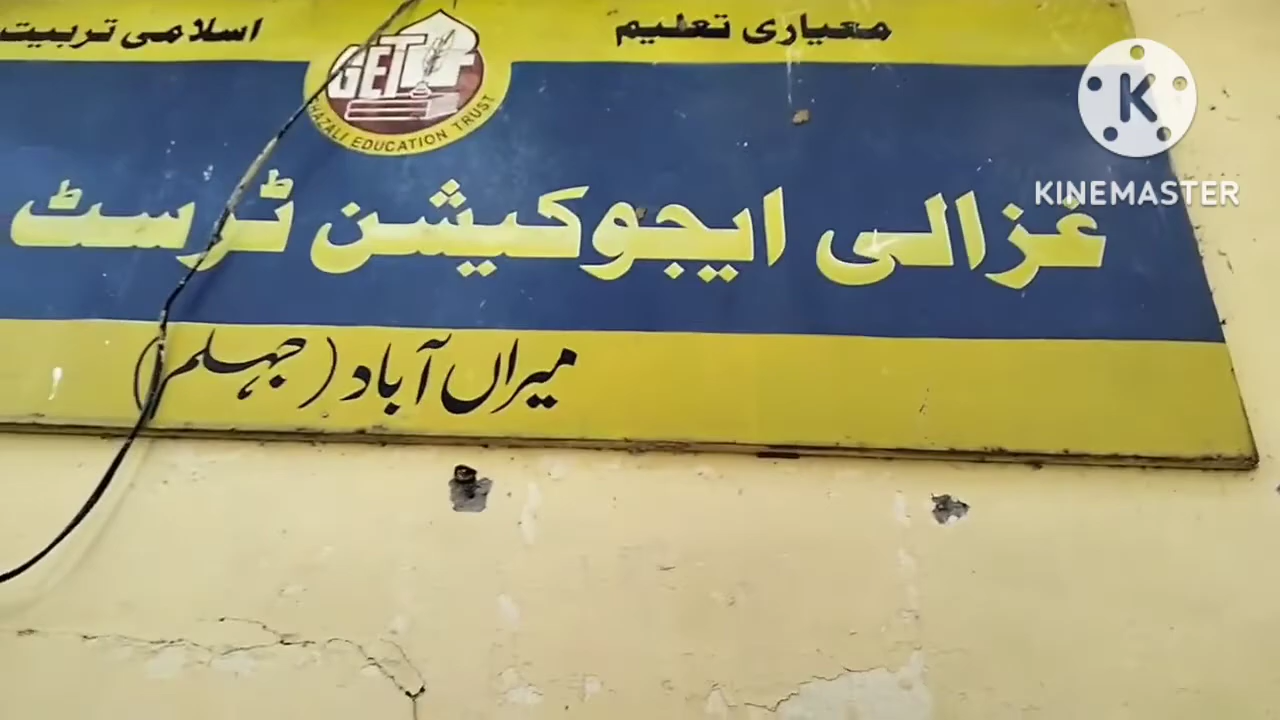 معیاری تعلیم
اسلامی تربیت
GET
GHAZALI EDUCATION TRUST
غزالی ایجوکیشن ٹرسٹ
میراں آباد (جہلم)
K
KINEMASTER